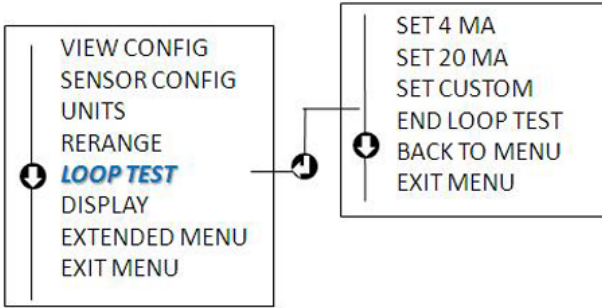 VIEW CONFIG
SENSOR CONFIG
UNITS
RERANGE
LOOP TEST
DISPLAY
EXTENDED MENU
EXIT MENU
SET 4 MA
SET 20 MA
SET CUSTOM
END LOOP TEST
BACK TO MENU
EXIT MENU